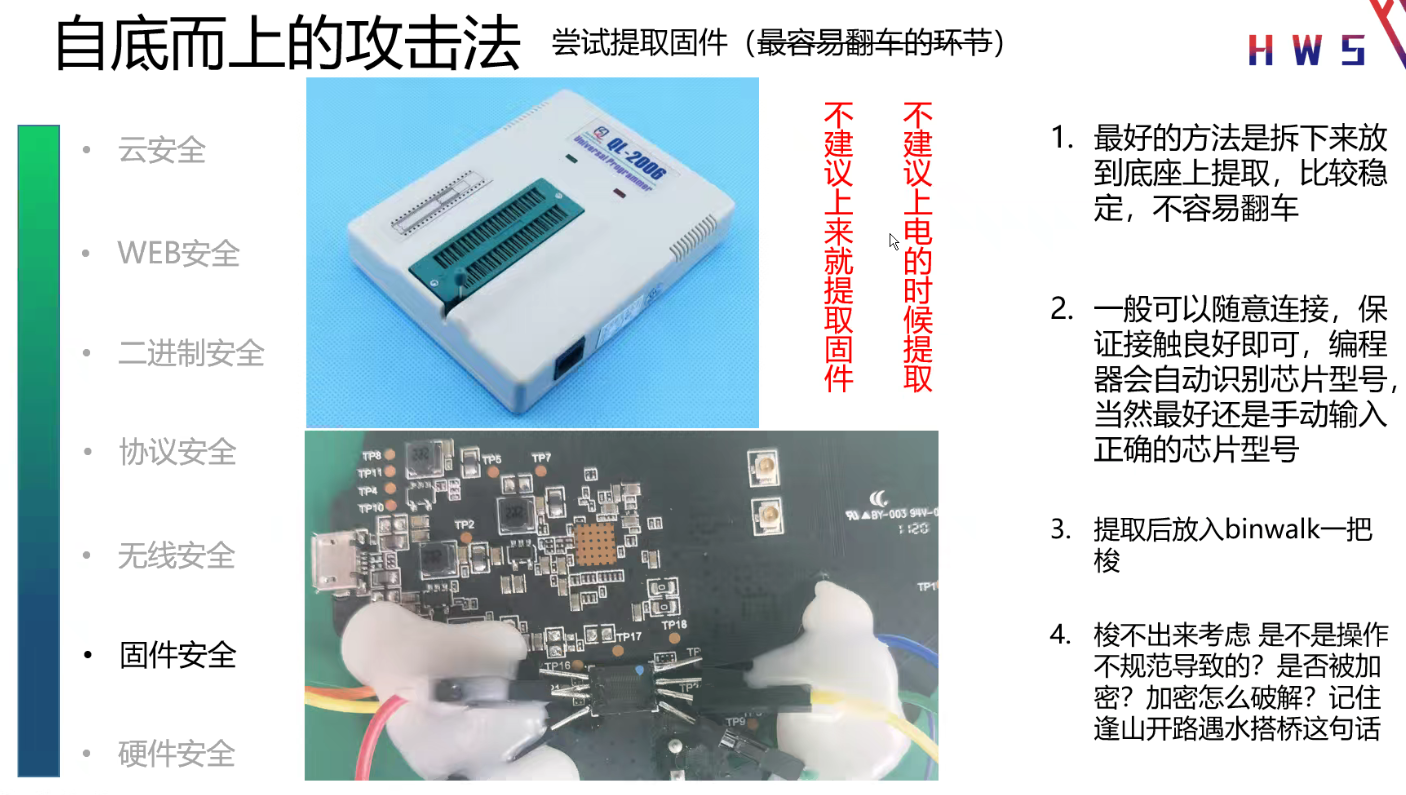 自底而上的攻击法
尝试提取固件（最容易翻车的环节）
HWS
云安全
WEB安全
二进制安全
协议安全
无线安全
固件安全
硬件安全
QL-2006
Universal Programmer
不建议上电的时候提取
不建议上来就提取固件
1. 最好的方法是拆下来放
到底座上提取，比较稳
定，不容易翻车
2. 一般可以随意连接，保
证接触良好即可，编程
器会自动识别芯片型号，
当然最好还是手动输入
正确的芯片型号
3. 提取后放入binwalk一把
梭
4. 梭不出来考虑 是不是操作
不规范导致的？是否被加
密？加密怎么破解？记住
逢山开路遇水搭桥这句话
TP8
TP11
TP4
TP10
TP5
TP7
TP2
BY-003 94V-0
1120
TP18
TP17
TP16
TP9